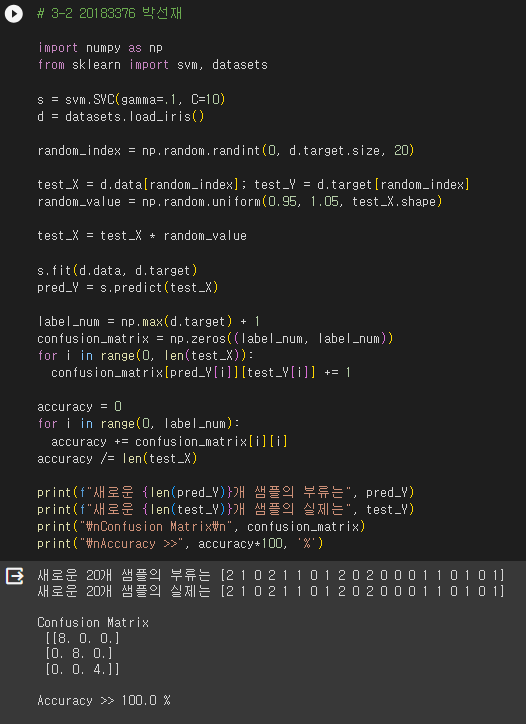 # 3-2 20183376 박선재
import numpy as np
from sklearn import svm, datasets
s = svm.SVC(gamma=.1, C=10)
d = datasets.load_iris()
random_index = np.random.randint(0, d.target.size, 20)
test_X = d.data[random_index]; test_Y = d.target[random_index]
random_value = np.random.uniform(0.95, 1.05, test_X.shape)
test_X = test_X * random_value
s.fit(d.data, d.target)
pred_Y = s.predict(test_X)
label_num = np.max(d.target) + 1
confusion_matrix = np.zeros((label_num, label_num))
for i in range(0, len(test_X)):
  confusion_matrix[pred_Y[i]][test_Y[i]] += 1
accuracy = 0
for i in range(0, label_num):
  accuracy += confusion_matrix[i][i]
accuracy /= len(test_X)
print(f"새로운 {len(pred_Y)}개 샘플의 부류는", pred_Y)
print(f"새로운 {len(test_Y)}개 샘플의 실제는", test_Y)
print("₩nConfusion Matrix₩n", confusion_matrix)
print("₩nAccuracy >>", accuracy*100, '%')
새로운 20개 샘플의 부류는 [2 1 0 2 1 1 0 1 2 0 2 0 0 0 1 1 0 1 0 1]
새로운 20개 샘플의 실제는 [2 1 0 2 1 1 0 1 2 0 2 0 0 0 1 1 0 1 0 1]
Confusion Matrix
 [[8. 0. 0.]
 [0. 8. 0.]
 [0. 0. 4.]]
Accuracy >> 100.0 %